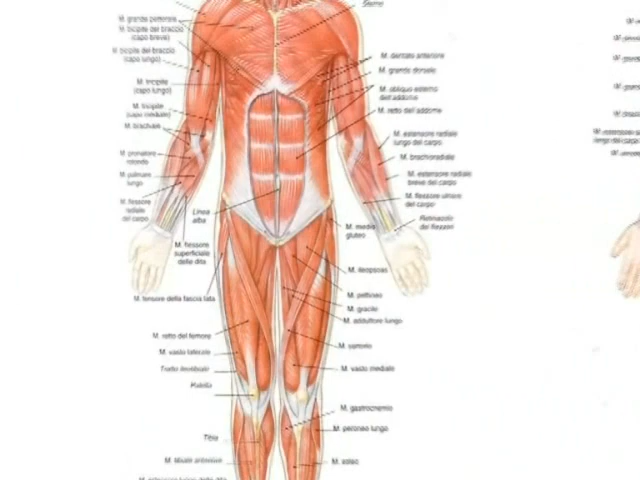 Sterno
M. grande pettorale
M. bicipite del braccio
(capo breve)
M. bicipite del braccio
(capo lungo)
M. tricipite
(capo lungo)
M. tricipite
(capo mediale)
M. brachiale
M. pronatore
rotondo
M. palmare
lungo
M. flessore
radiale
del carpo
Linea
alba
M. flessore
superficiale
delle dita
M. tensore della fascia lata
M. retto del femore
M. vasto laterale
Tratto ileotibiale
Patella
Tibia
M. tibiale anteriore
M. dentato anteriore
M. grande dorsale
M. obliquo esterno
dell'addome
M. retto dell'addome
M. estensore radiale
lungo del carpo
M. brachioradiale
M. estensore radiale
breve del carpo
M. flessore ulnare
del carpo
Retinacolo
dei flessori
M. medio
gluteo
M. ileopsoas
M. pettineo
M. gracile
M. adduttore lungo
M. sartorio
M. vasto mediale
M. gastrocnemio
M. peroneo lungo
M. soleo